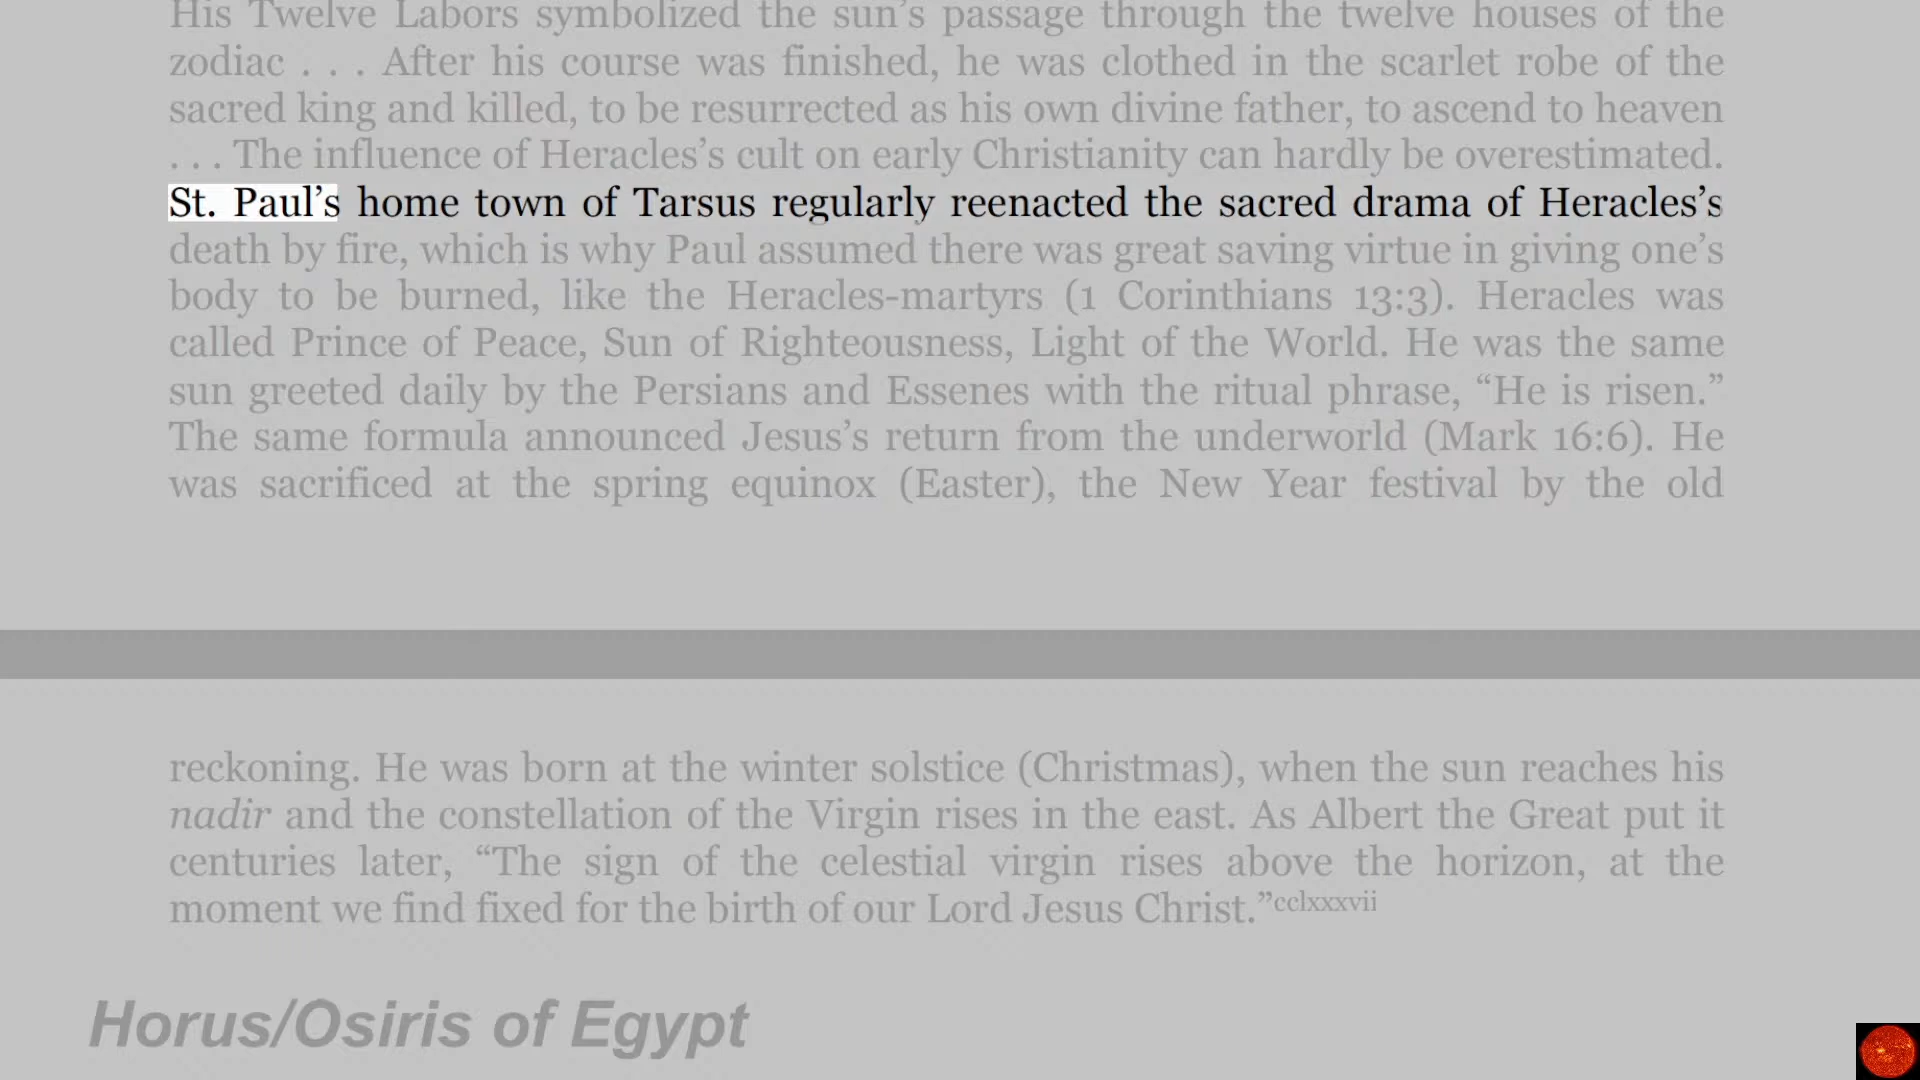 His Twelve Labors symbolized the sun’s passage through the twelve houses of the
zodiac . . . After his course was finished, he was clothed in the scarlet robe of the
sacred king and killed, to be resurrected as his own divine father, to ascend to heaven
. . . The influence of Heracles’s cult on early Christianity can hardly be overestimated.
St. Paul’s home town of Tarsus regularly reenacted the sacred drama of Heracles’s
death by fire, which is why Paul assumed there was great saving virtue in giving one’s
body to be burned, like the Heracles-martyrs (1 Corinthians 13:3). Heracles was
called Prince of Peace, Sun of Righteousness, Light of the World. He was the same
sun greeted daily by the Persians and Essenes with the ritual phrase, “He is risen.”
The same formula announced Jesus’s return from the underworld (Mark 16:6). He
was sacrificed at the spring equinox (Easter), the New Year festival by the old
reckoning. He was born at the winter solstice (Christmas), when the sun reaches his
nadir and the constellation of the Virgin rises in the east. As Albert the Great put it
centuries later, “The sign of the celestial virgin rises above the horizon, at the
moment we find fixed for the birth of our Lord Jesus Christ.”cclxxxvii
Horus/Osiris of Egypt